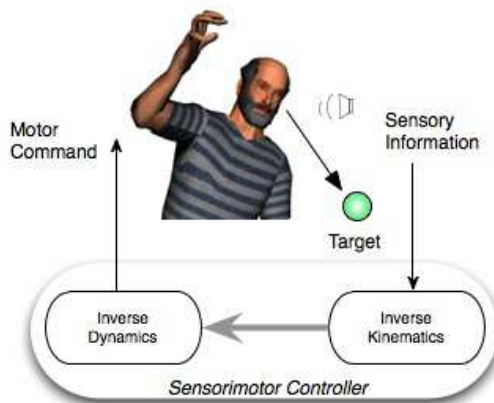 Motor
Command
Sensory
Information
Target
Inverse
Dynamics
Inverse
Kinematics
Sensorimotor Controller